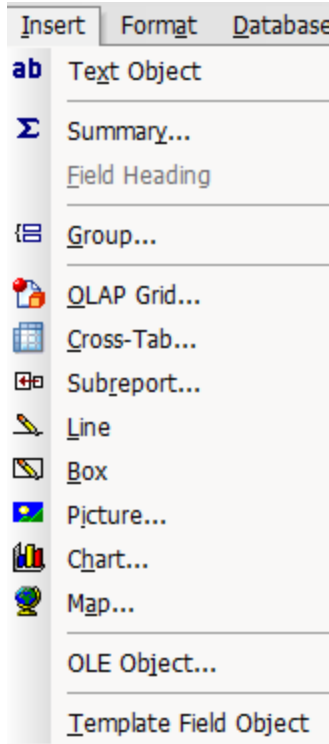 Insert Format Database
ab Text Object
Σ Summary...
Field Heading
Group...
OLAP Grid...
Cross-Tab...
Subreport...
Line
Box
Picture...
Chart...
Map...
OLE Object...
Template Field Object